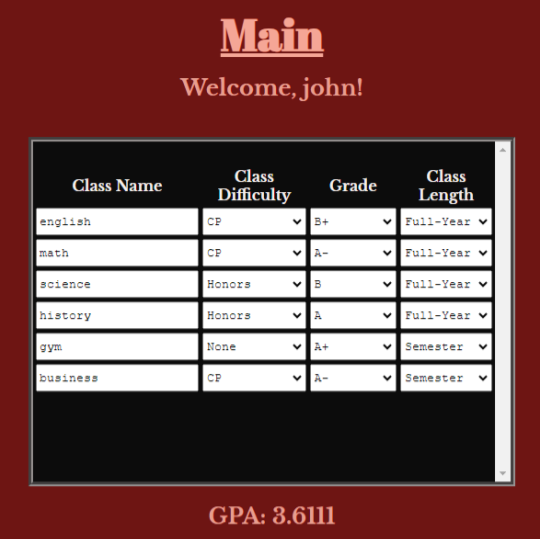 Main
Welcome, john!
Class Name Class Difficulty Grade Class Length
english CP B+ Full-Year
math CP A- Full-Year
science Honors B Full-Year
history Honors A Full-Year
gym None A+ Semester
business CP A- Semester
GPA: 3.6111